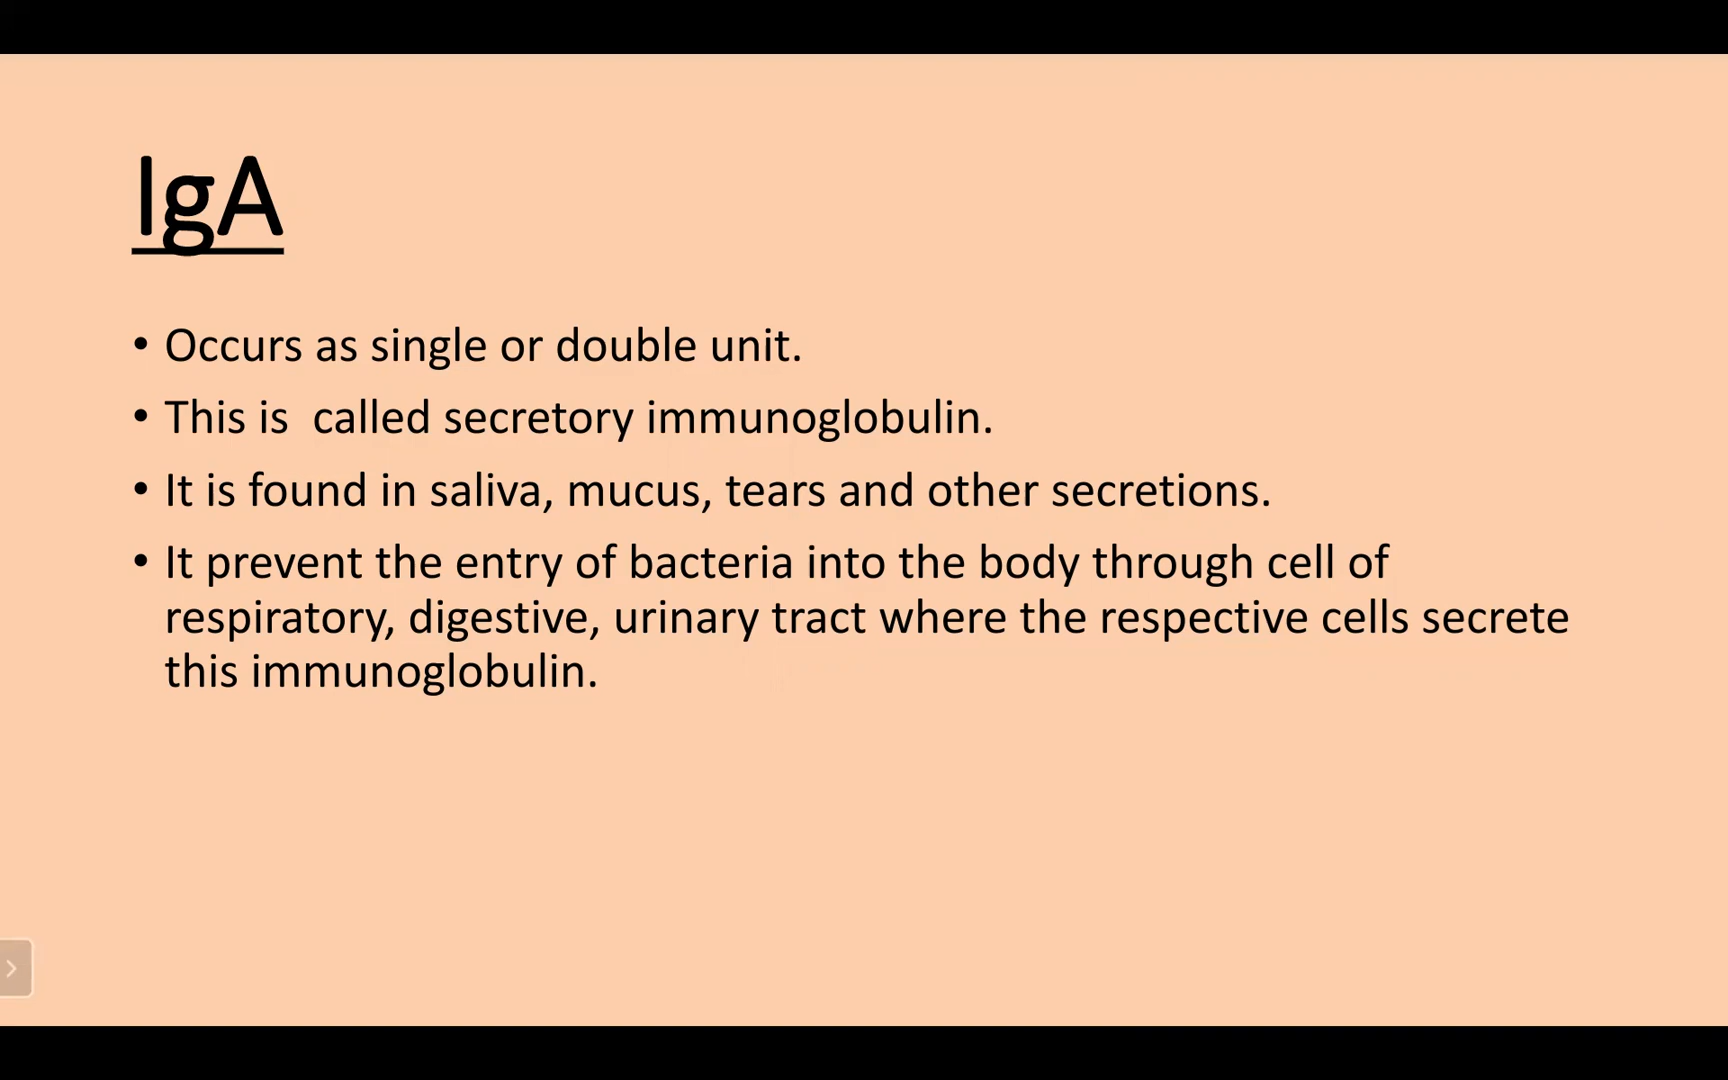 IgA
• Occurs as single or double unit.
• This is  called secretory immunoglobulin.
• It is found in saliva, mucus, tears and other secretions.
• It prevent the entry of bacteria into the body through cell of
respiratory, digestive, urinary tract where the respective cells secrete
this immunoglobulin.